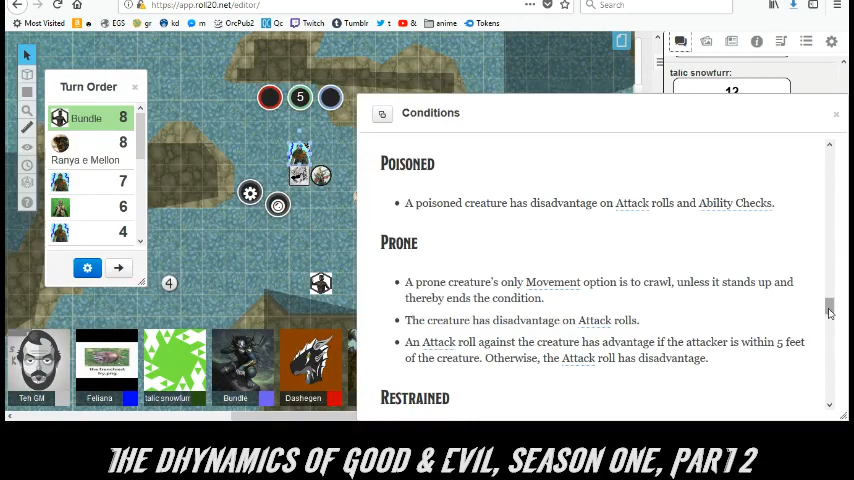 https://app.roll20.net/editor/
Search
Most Visited
EGS
gr
kd
m
OrcPub2
Qc
Twitch
Tumblr
t
YouTube
anime
Tokens
Turn Order
Bundle 8
8
Ranya e Mellon
7
6
4
5
4
talic snowfurr:
12
Conditions
POISONED
A poisoned creature has disadvantage on Attack rolls and Ability Checks.
PRONE
A prone creature's only Movement option is to crawl, unless it stands up and
thereby ends the condition.
The creature has disadvantage on Attack rolls.
An Attack roll against the creature has advantage if the attacker is within 5 feet
of the creature. Otherwise, the Attack roll has disadvantage.
RESTRAINED
Teh GM
Feliana
talic snowfurr
Bundle
Dashegen
THE DHYNAMICS OF GOOD & EVIL, SEASON ONE, PART 2